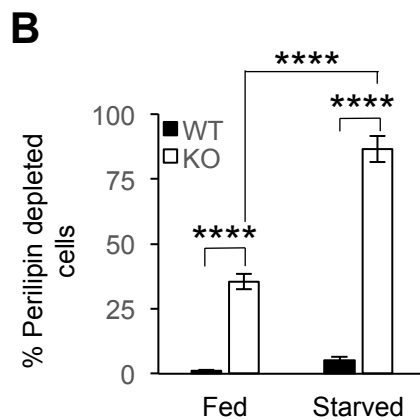 B
****
****
100
WT
KO
75
****
50
25
0
% Perilipin depleted
cells
Fed Starved